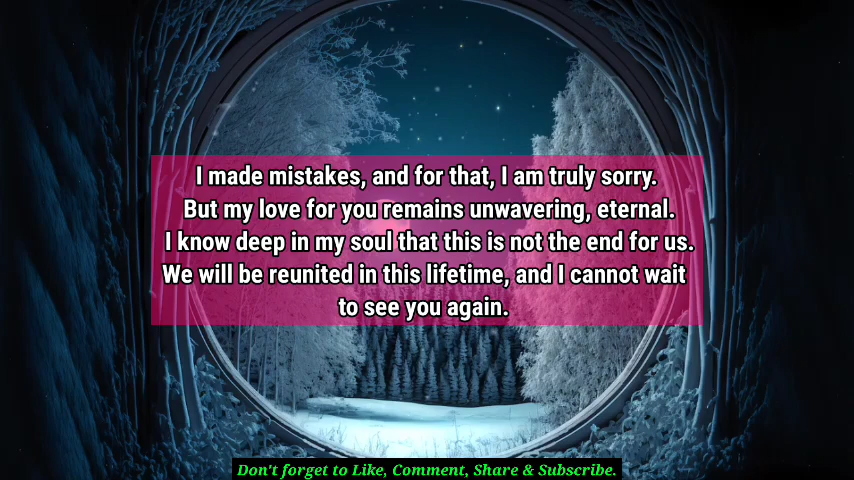 I made mistakes, and for that, I am truly sorry.
But my love for you remains unwavering, eternal.
I know deep in my soul that this is not the end for us.
We will be reunited in this lifetime, and I cannot wait
to see you again.
Don't forget to Like, Comment, Share & Subscribe.